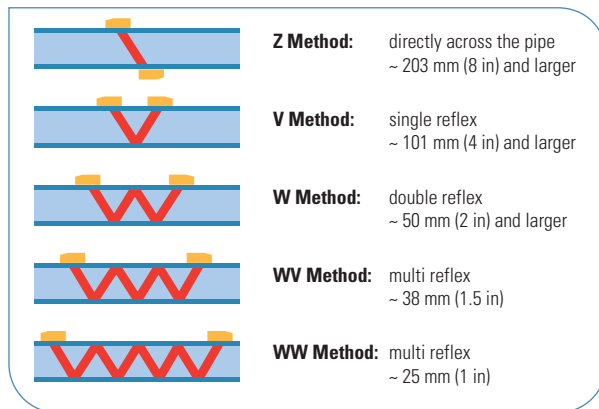 Z Method: directly across the pipe
~ 203 mm (8 in) and larger
V Method: single reflex
~ 101 mm (4 in) and larger
W Method: double reflex
~ 50 mm (2 in) and larger
WV Method: multi reflex
~ 38 mm (1.5 in)
WW Method: multi reflex
~ 25 mm (1 in)